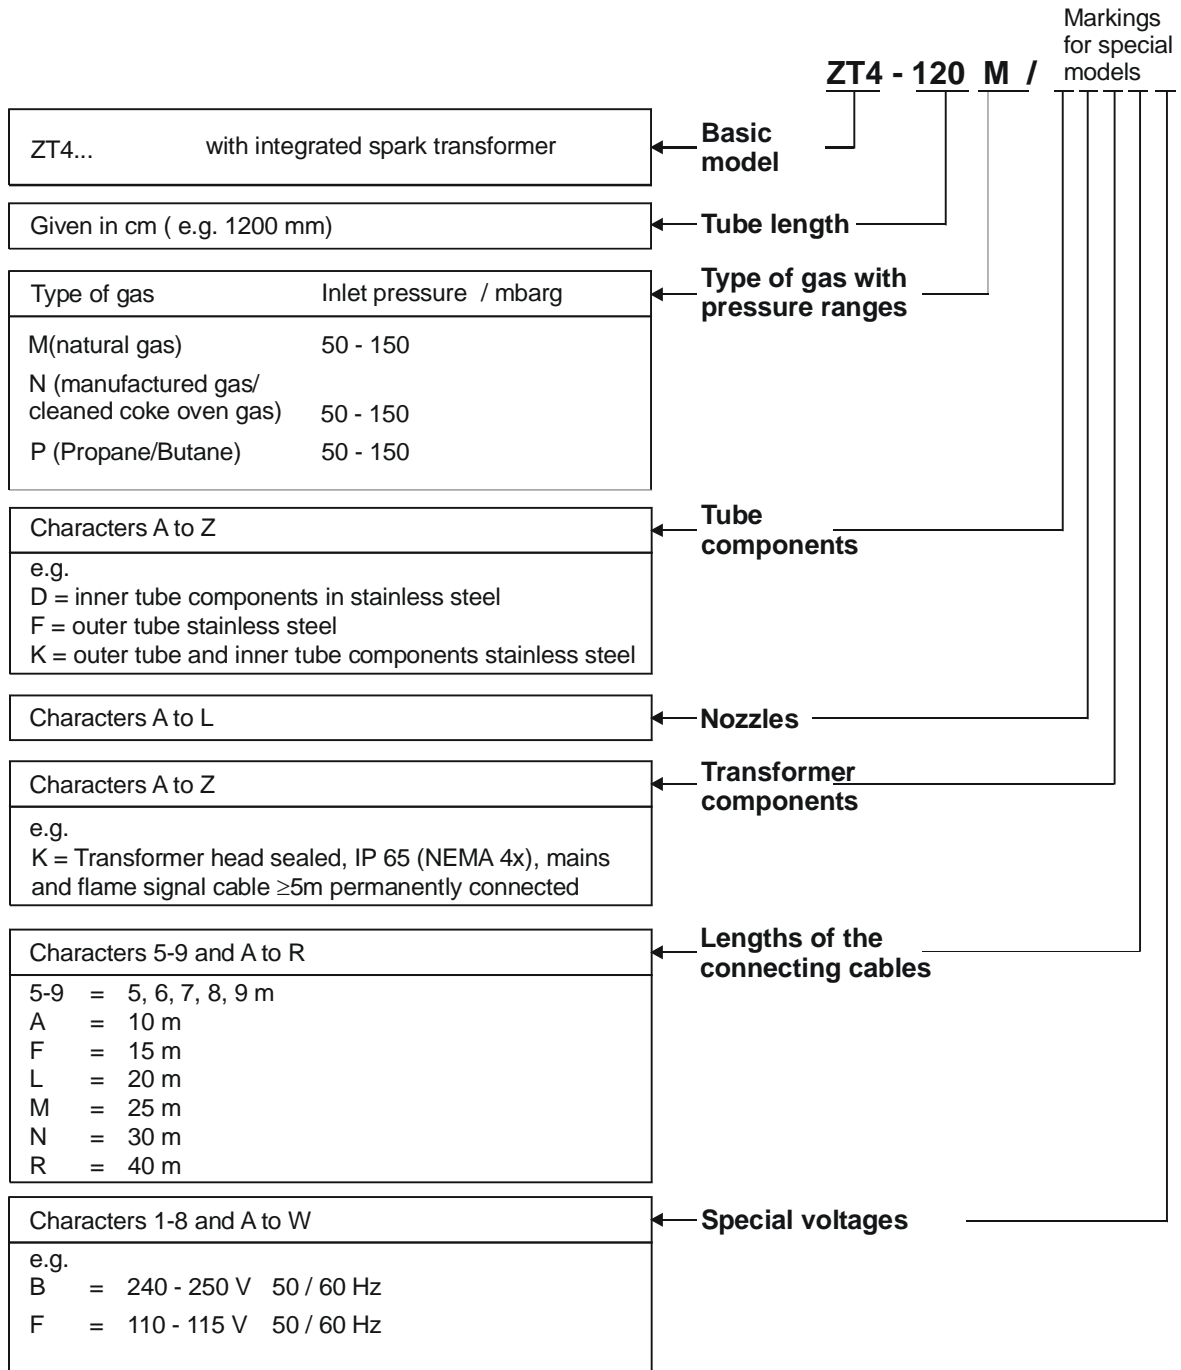 Markings
for special
models
ZT4 - 120 M /
ZT4... with integrated spark transformer
Basic
model
Given in cm ( e.g. 1200 mm)
Tube length
Type of gas Inlet pressure / mbarg
Type of gas with
pressure ranges
M(natural gas) 50 - 150
N (manufactured gas/
cleaned coke oven gas) 50 - 150
P (Propane/Butane) 50 - 150
Characters A to Z
Tube
components
e.g.
D = inner tube components in stainless steel
F = outer tube stainless steel
K = outer tube and inner tube components stainless steel
Characters A to L
Nozzles
Characters A to Z
Transformer
components
e.g.
K = Transformer head sealed, IP 65 (NEMA 4x), mains
and flame signal cable ≥5m permanently connected
Characters 5-9 and A to R
Lengths of the
connecting cables
5-9 = 5, 6, 7, 8, 9 m
A = 10 m
F = 15 m
L = 20 m
M = 25 m
N = 30 m
R = 40 m
Characters 1-8 and A to W
Special voltages
e.g.
B = 240 - 250 V 50 / 60 Hz
F = 110 - 115 V 50 / 60 Hz